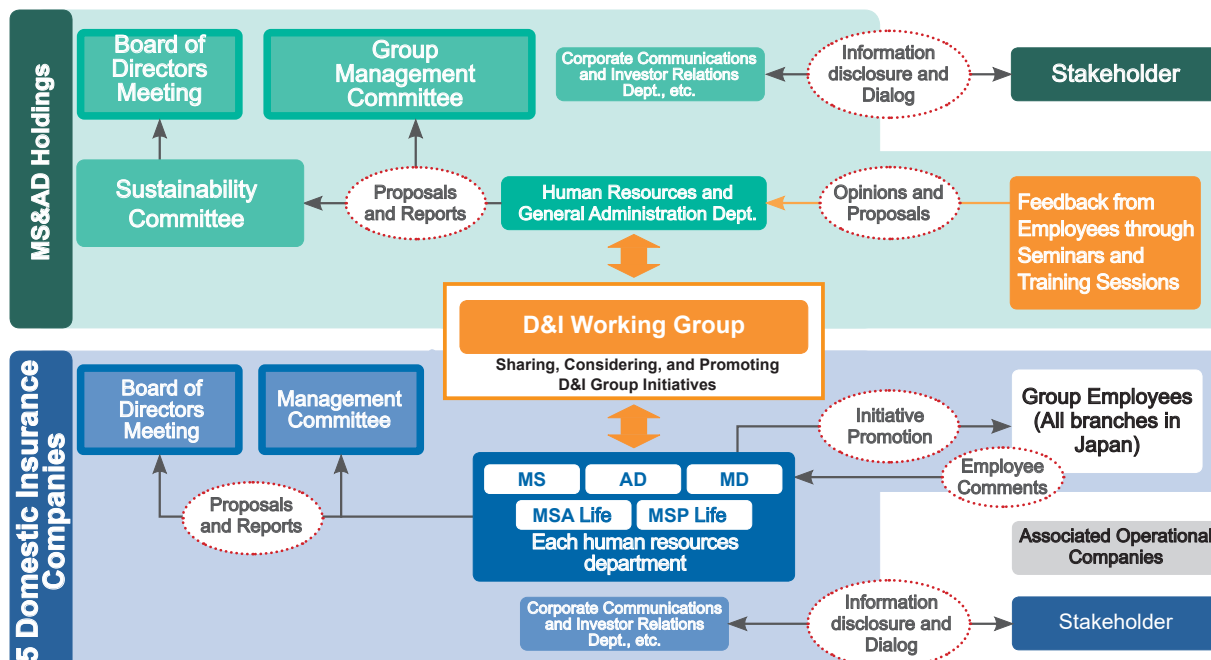 MS&AD Holdings
Board of
Directors
Meeting
Group
Management
Committee
Corporate Communications
and Investor Relations
Dept., etc.
Information
disclosure and
Dialog
Stakeholder
Sustainability
Committee
Proposals
and Reports
Human Resources and
General Administration Dept.
Opinions and
Proposals
Feedback from
Employees through
Seminars and
Training Sessions
D&I Working Group
Sharing, Considering, and Promoting
D&I Group Initiatives
5 Domestic Insurance
Companies
Board of
Directors
Meeting
Management
Committee
Initiative
Promotion
Group Employees
(All branches in
Japan)
Employee
Comments
Proposals
and Reports
MS
AD
MD
MSA Life
MSP Life
Each human resources
department
Associated Operational
Companies
Corporate Communications
and Investor Relations
Dept., etc.
Information
disclosure and
Dialog
Stakeholder